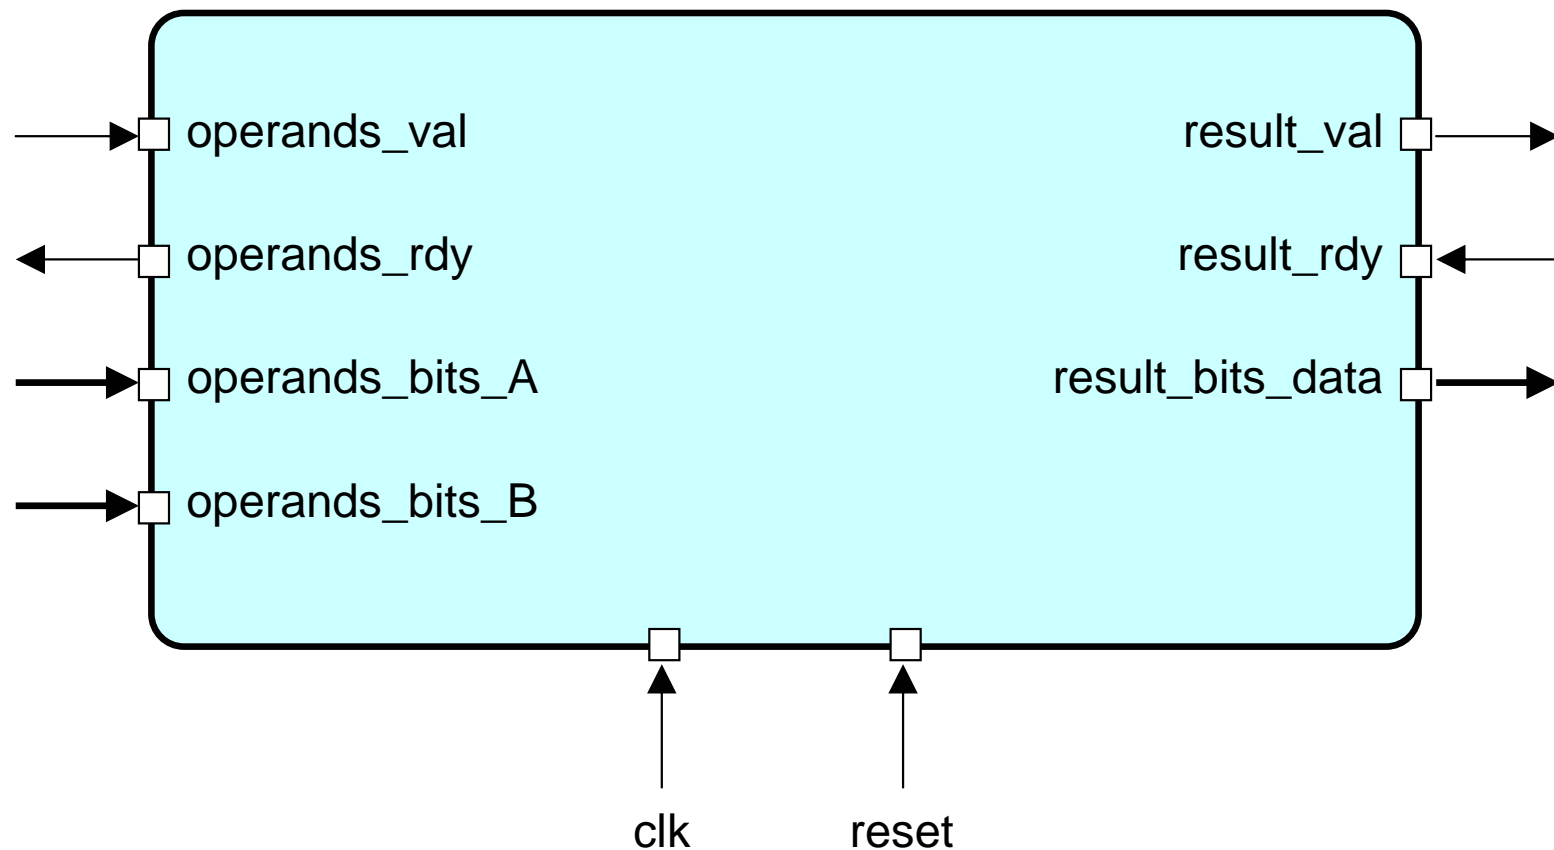 operands_val
operands_rdy
operands_bits_A
operands_bits_B
result_val
result_rdy
result_bits_data
clk
reset